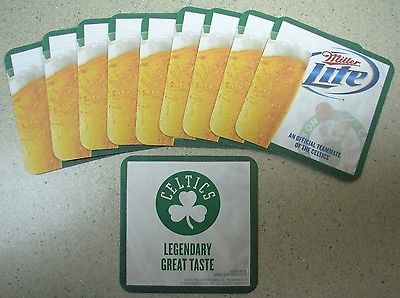 Miller
Lite
AN OFFICIAL TEAMMATE
OF THE CELTICS
CELTICS
LEGENDARY
GREAT TASTE